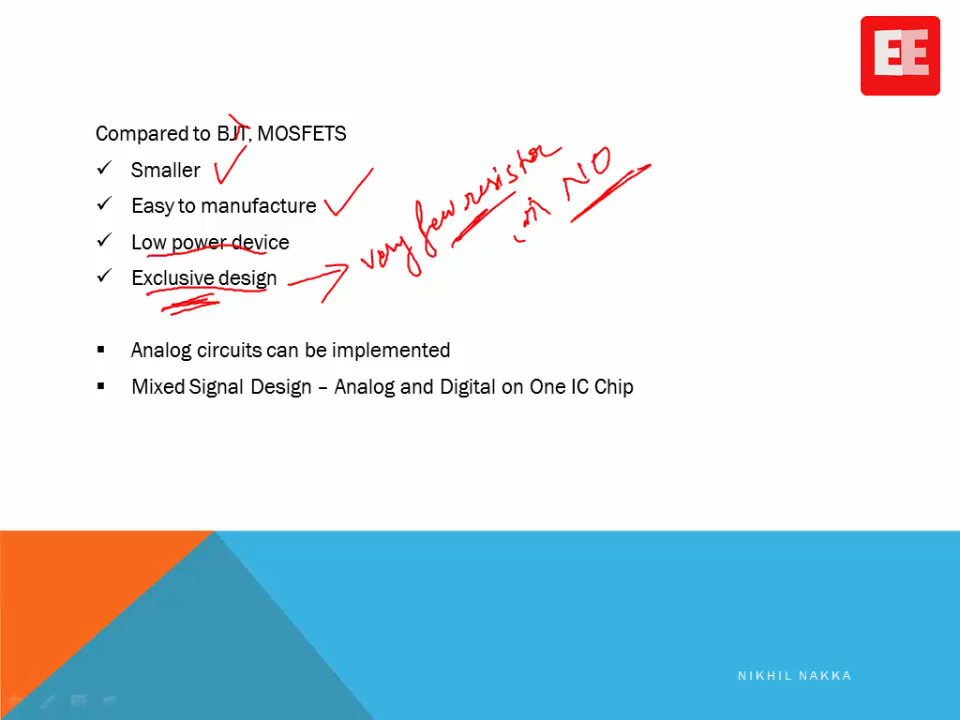 EE
Compared to BJT, MOSFETS
✓ Smaller
✓ Easy to manufacture
✓ Low power device
✓ Exclusive design
very few resistor
NO
▪ Analog circuits can be implemented
▪ Mixed Signal Design – Analog and Digital on One IC Chip
NIKHIL NAKKA